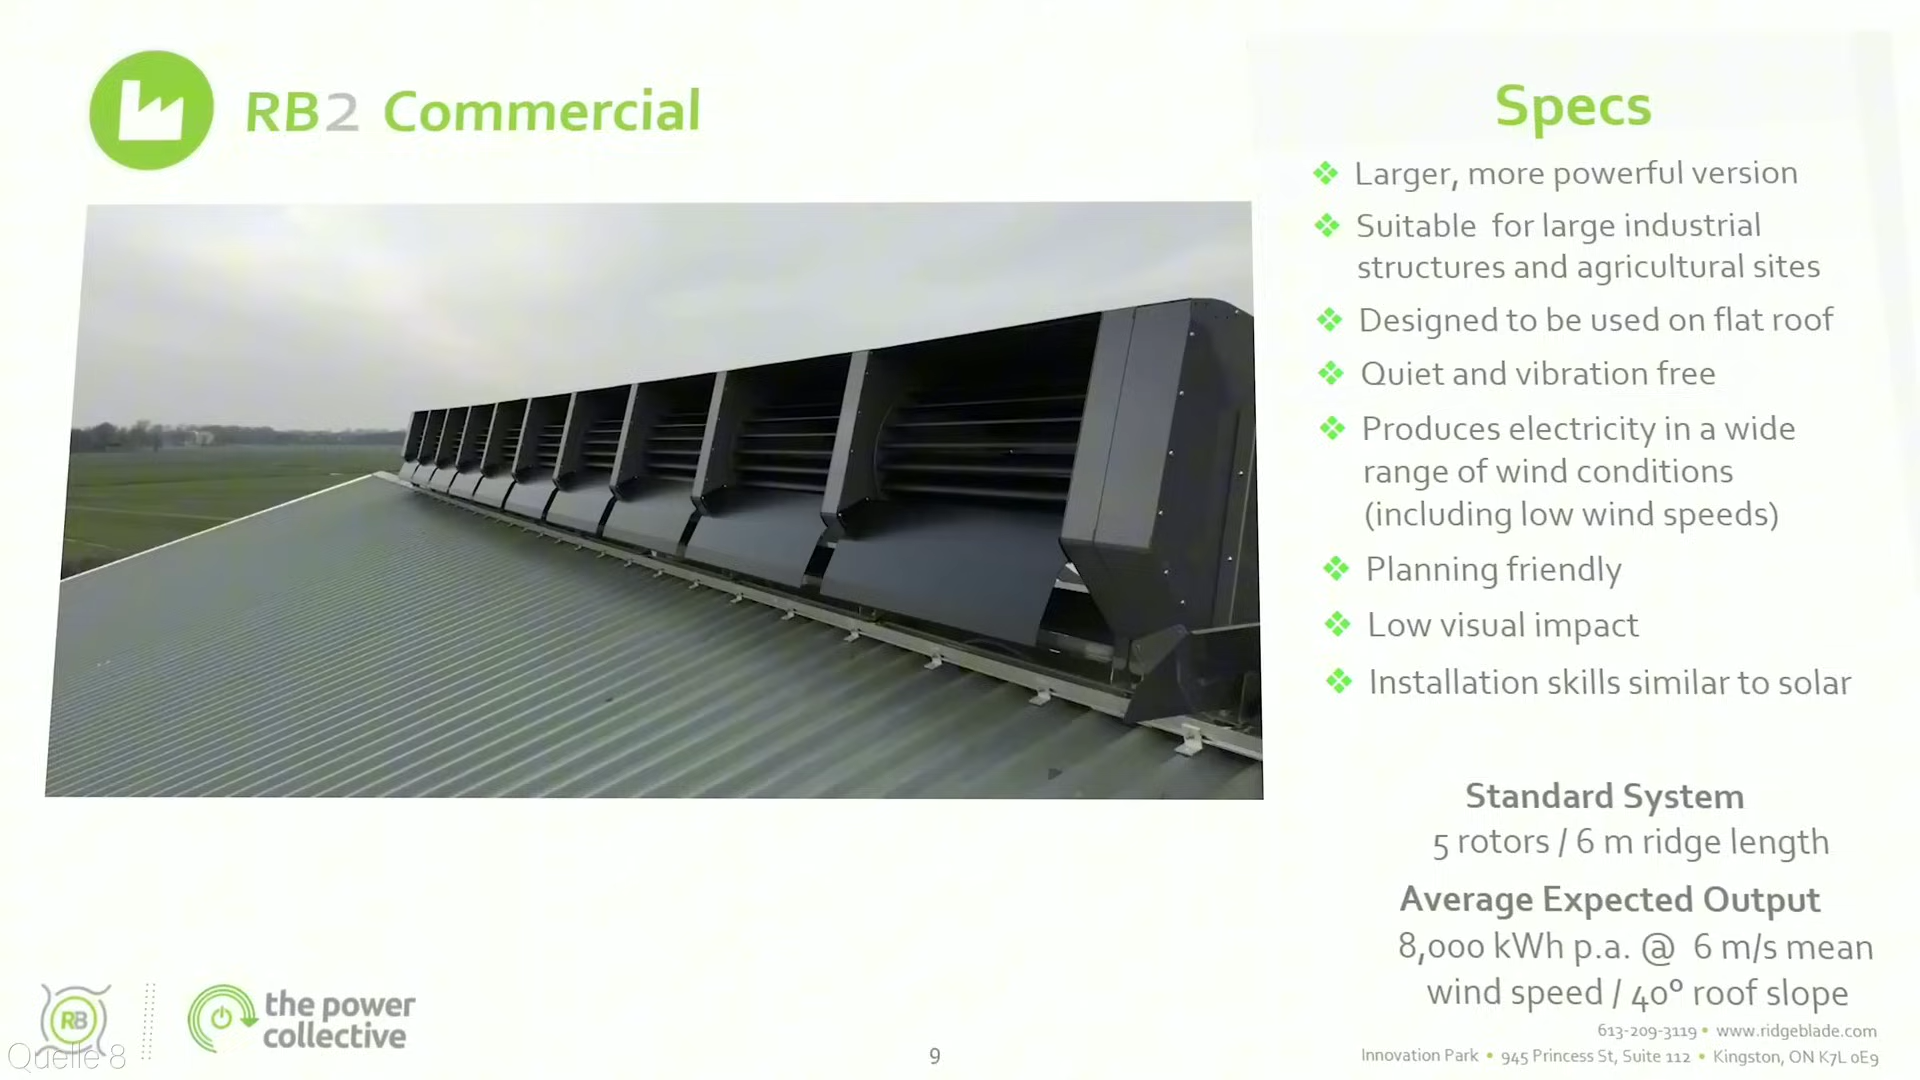 RB2 Commercial
Specs
❖ Larger, more powerful version
❖ Suitable for large industrial
structures and agricultural sites
❖ Designed to be used on flat roof
❖ Quiet and vibration free
❖ Produces electricity in a wide
range of wind conditions
(including low wind speeds)
❖ Planning friendly
❖ Low visual impact
❖ Installation skills similar to solar
Standard System
5 rotors / 6 m ridge length
Average Expected Output
8,000 kWh p.a. @ 6 m/s mean
wind speed / 40° roof slope
RB
the power
collective
Quelle 8
9
613-209-3119 • www.ridgeblade.com
Innovation Park • 945 Princess St, Suite 112 • Kingston, ON K7L 0E9